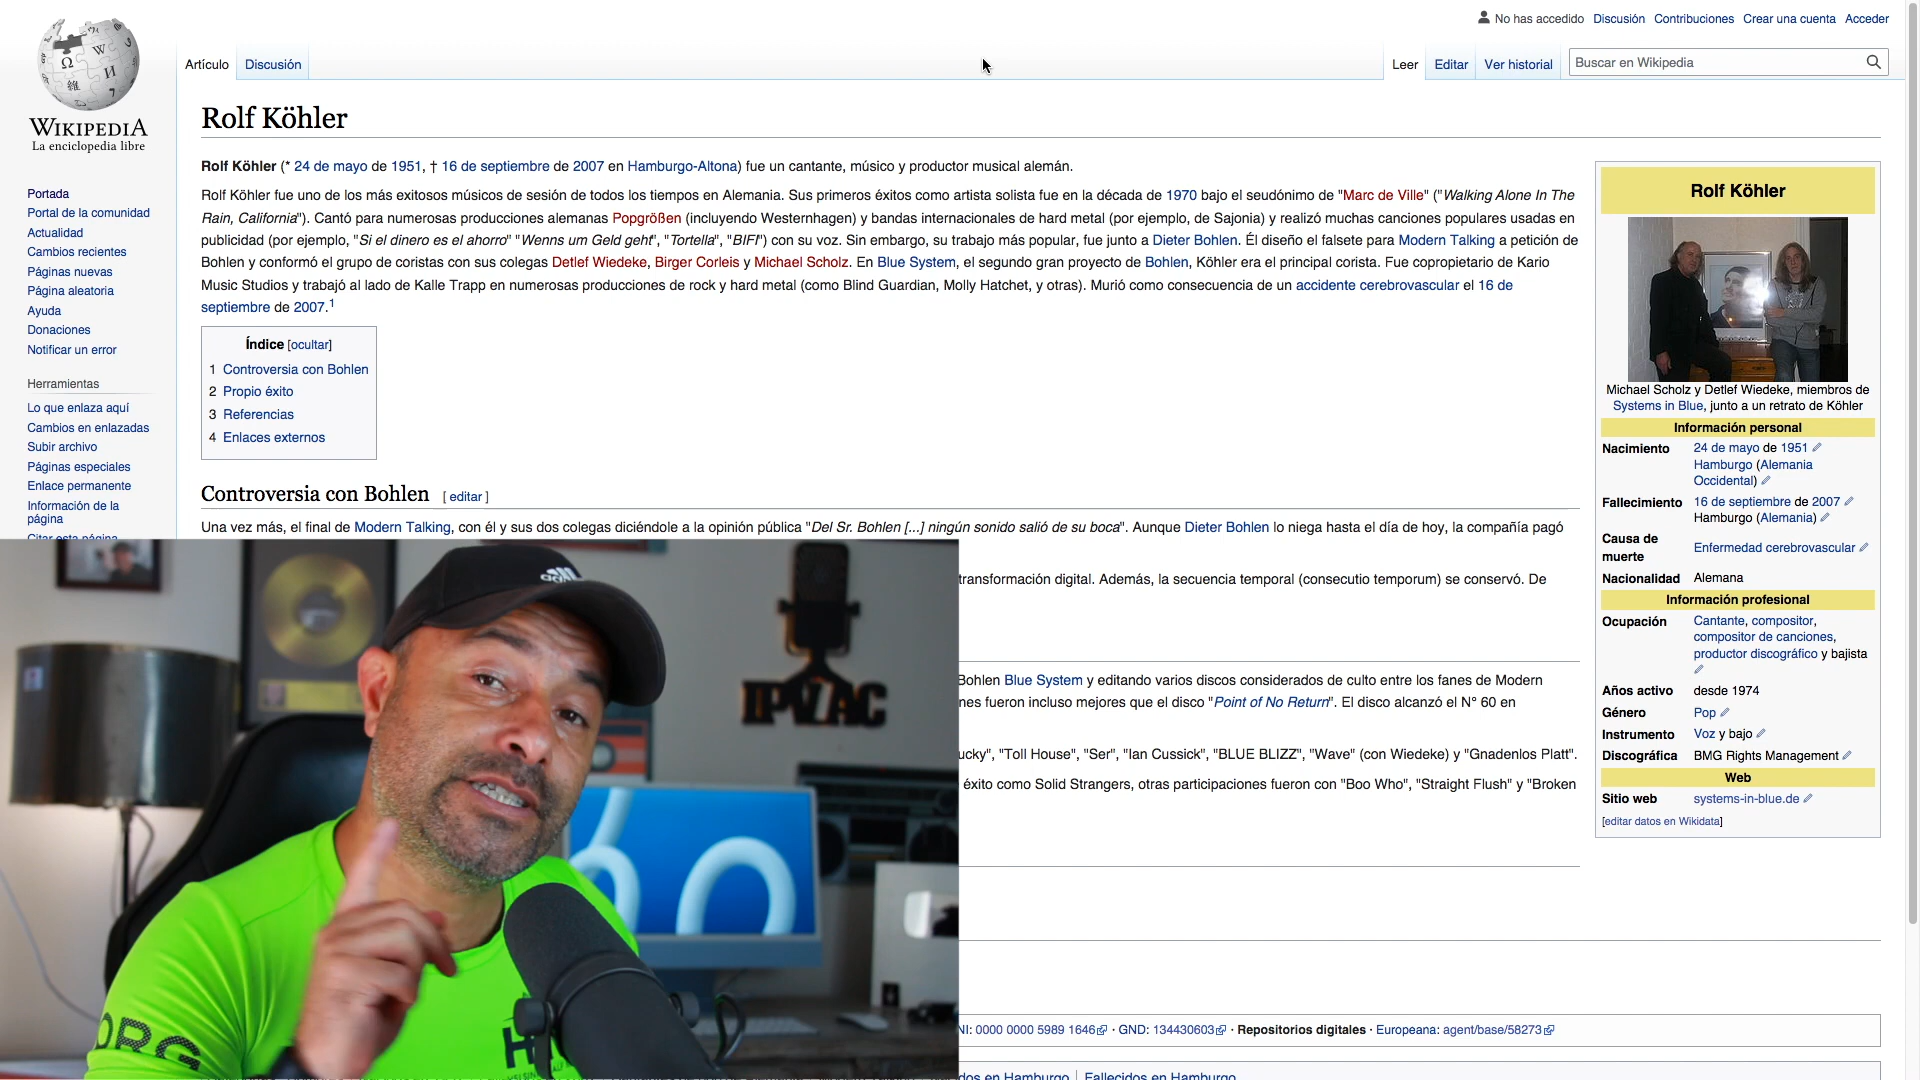 No has accedido Discusión Contribuciones Crear una cuenta Acceder
Artículo Discusión
Leer Editar Ver historial Buscar en Wikipedia
WIKIPEDIA
La enciclopedia libre
Portada
Portal de la comunidad
Actualidad
Cambios recientes
Páginas nuevas
Página aleatoria
Ayuda
Donaciones
Notificar un error
Herramientas
Lo que enlaza aquí
Cambios en enlazadas
Subir archivo
Páginas especiales
Enlace permanente
Información de la
página
Citar esta página
Rolf Köhler
Rolf Köhler (* 24 de mayo de 1951, † 16 de septiembre de 2007 en Hamburgo-Altona) fue un cantante, músico y productor musical alemán.
Rolf Köhler fue uno de los más exitosos músicos de sesión de todos los tiempos en Alemania. Sus primeros éxitos como artista solista fue en la década de 1970 bajo el seudónimo de "Marc de Ville" ("Walking Alone In The
Rain, California"). Cantó para numerosas producciones alemanas Popgrößen (incluyendo Westernhagen) y bandas internacionales de hard metal (por ejemplo, de Sajonia) y realizó muchas canciones populares usadas en
publicidad (por ejemplo, "Si el dinero es el ahorro" "Wenns um Geld geht", "Tortella", "BIFI") con su voz. Sin embargo, su trabajo más popular, fue junto a Dieter Bohlen. Él diseño el falsete para Modern Talking a petición de
Bohlen y conformó el grupo de coristas con sus colegas Detlef Wiedeke, Birger Corleis y Michael Scholz. En Blue System, el segundo gran proyecto de Bohlen, Köhler era el principal corista. Fue copropietario de Kario
Music Studios y trabajó al lado de Kalle Trapp en numerosas producciones de rock y hard metal (como Blind Guardian, Molly Hatchet, y otras). Murió como consecuencia de un accidente cerebrovascular el 16 de
septiembre de 2007.1
Índice [ocultar]
1 Controversia con Bohlen
2 Propio éxito
3 Referencias
4 Enlaces externos
Controversia con Bohlen [ editar ]
Una vez más, el final de Modern Talking, con él y sus dos colegas diciéndole a la opinión pública "Del Sr. Bohlen [...] ningún sonido salió de su boca". Aunque Dieter Bohlen lo niega hasta el día de hoy, la compañía pagó
transformación digital. Además, la secuencia temporal (consecutio temporum) se conservó. De
Bohlen Blue System y editando varios discos considerados de culto entre los fanes de Modern
nes fueron incluso mejores que el disco "Point of No Return". El disco alcanzó el N° 60 en
ucky", "Toll House", "Ser", "Ian Cussick", "BLUE BLIZZ", "Wave" (con Wiedeke) y "Gnadenlos Platt".
éxito como Solid Strangers, otras participaciones fueron con "Boo Who", "Straight Flush" y "Broken
NI: 0000 0000 5989 1646 · GND: 134430603 · Repositorios digitales · Europeana: agent/base/58273
dos en Hamburgo | Fallecidos en Hamburgo
Rolf Köhler
Michael Scholz y Detlef Wiedeke, miembros de
Systems in Blue, junto a un retrato de Köhler
Información personal
Nacimiento 24 de mayo de 1951
Hamburgo (Alemania
Occidental)
Fallecimiento 16 de septiembre de 2007
Hamburgo (Alemania)
Causa de
muerte Enfermedad cerebrovascular
Nacionalidad Alemana
Información profesional
Ocupación Cantante, compositor,
compositor de canciones,
productor discográfico y bajista
Años activo desde 1974
Género Pop
Instrumento Voz y bajo
Discográfica BMG Rights Management
Web
Sitio web systems-in-blue.de
[editar datos en Wikidata]
adidas
IPVZAC
ORG